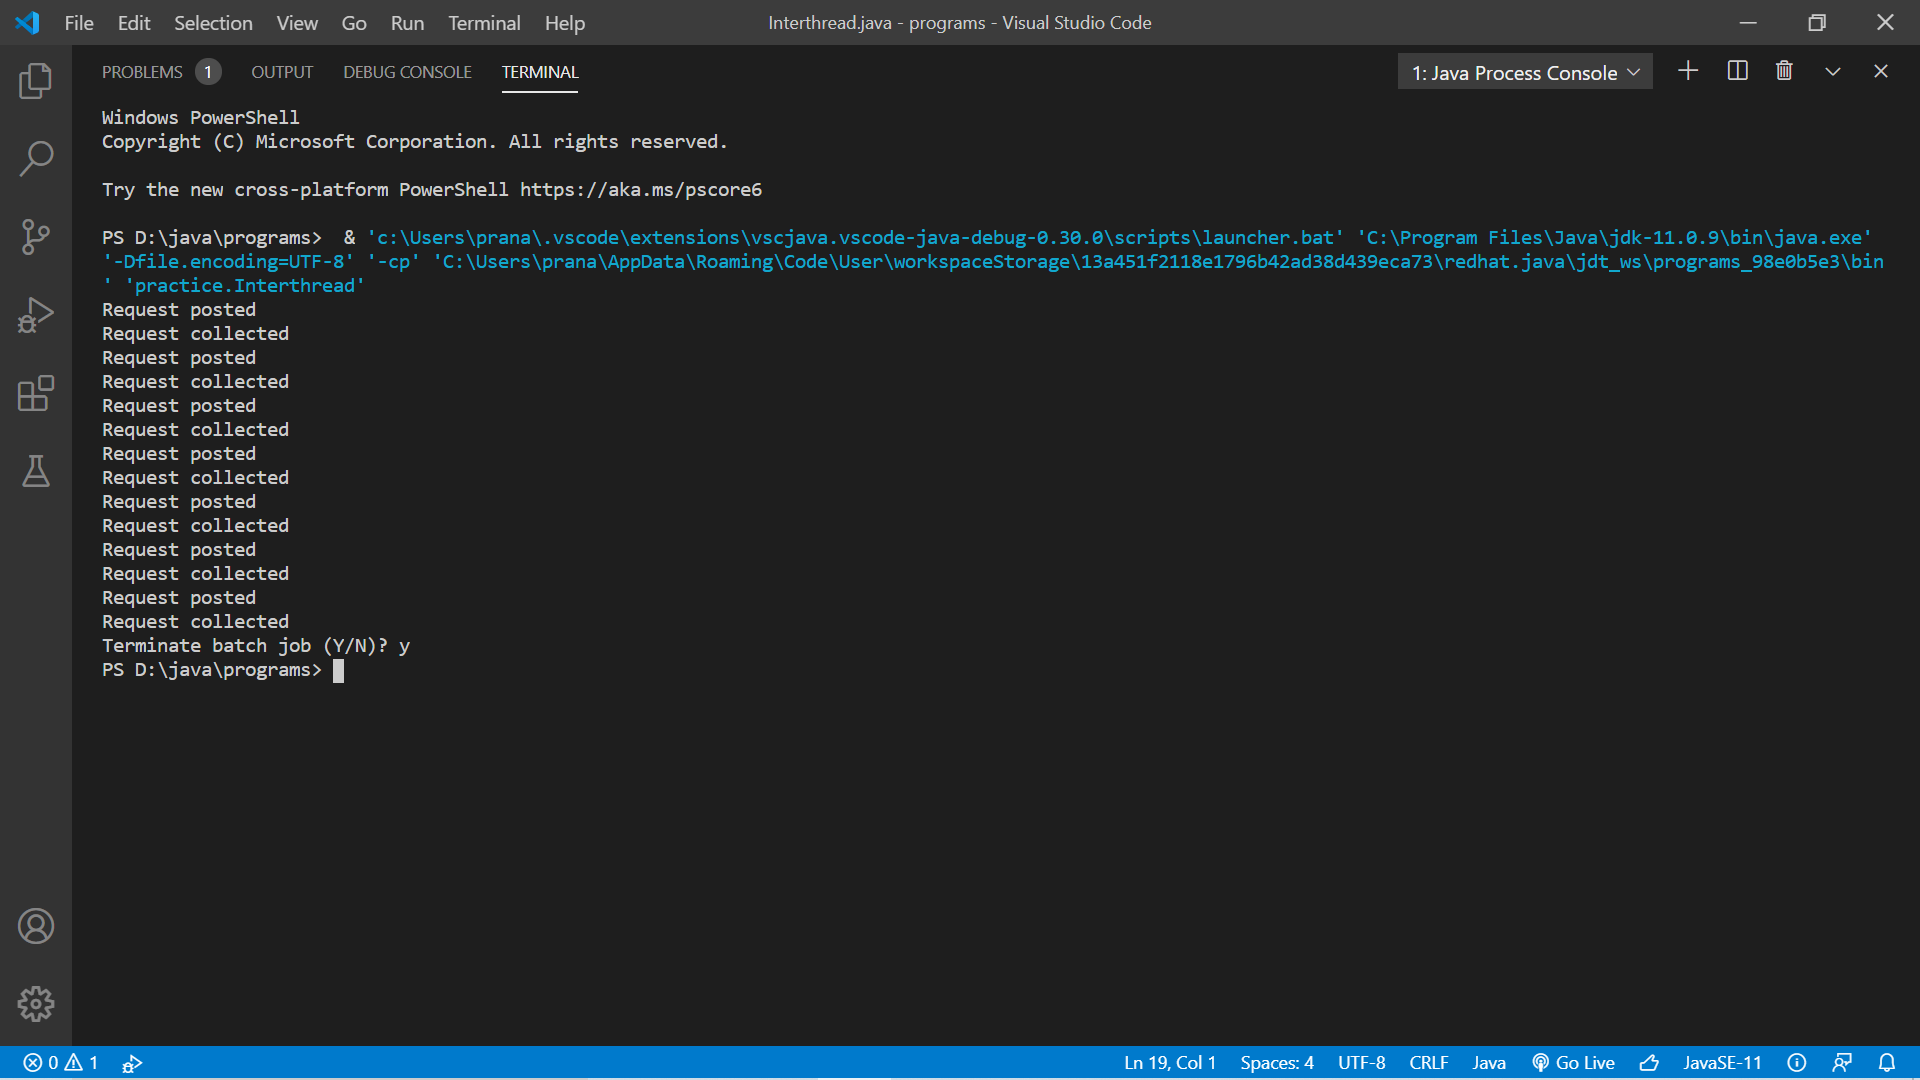 File Edit Selection View Go Run Terminal Help Interthread.java - programs - Visual Studio Code
PROBLEMS 1 OUTPUT DEBUG CONSOLE TERMINAL 1: Java Process Console
Windows PowerShell
Copyright (C) Microsoft Corporation. All rights reserved.
Try the new cross-platform PowerShell https://aka.ms/pscore6
PS D:\java\programs>  & 'c:\Users\prana\.vscode\extensions\vscjava.vscode-java-debug-0.30.0\scripts\launcher.bat' 'C:\Program Files\Java\jdk-11.0.9\bin\java.exe'
'-Dfile.encoding=UTF-8' '-cp' 'C:\Users\prana\AppData\Roaming\Code\User\workspaceStorage\13a451f2118e1796b42ad38d439eca73\redhat.java\jdt_ws\programs_98e0b5e3\bin
' 'practice.Interthread'
Request posted
Request collected
Request posted
Request collected
Request posted
Request collected
Request posted
Request collected
Request posted
Request collected
Request posted
Request collected
Request posted
Request collected
Terminate batch job (Y/N)? y
PS D:\java\programs>
0 1 Ln 19, Col 1 Spaces: 4 UTF-8 CRLF Java Go Live JavaSE-11